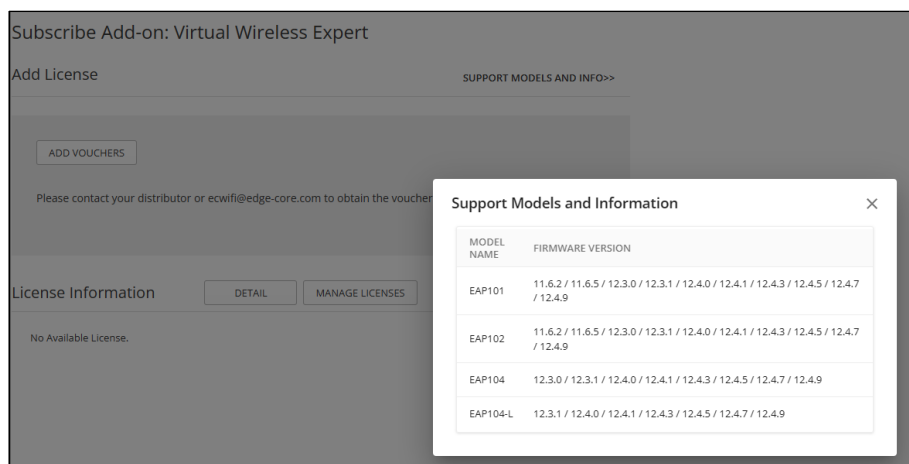 Subscribe Add-on: Virtual Wireless Expert
Add License
SUPPORT MODELS AND INFO>>
ADD VOUCHERS
Please contact your distributor or ecwifi@edge-core.com to obtain the voucher
Support Models and Information
MODEL NAME FIRMWARE VERSION
EAP101 11.6.2 / 11.6.5 / 12.3.0 / 12.3.1 / 12.4.0 / 12.4.1 / 12.4.3 / 12.4.5 / 12.4.7
/ 12.4.9
EAP102 11.6.2 / 11.6.5 / 12.3.0 / 12.3.1 / 12.4.0 / 12.4.1 / 12.4.3 / 12.4.5 / 12.4.7
/ 12.4.9
EAP104 12.3.0 / 12.3.1 / 12.4.0 / 12.4.1 / 12.4.3 / 12.4.5 / 12.4.7 / 12.4.9
EAP104-L 12.3.1 / 12.4.0 / 12.4.1 / 12.4.3 / 12.4.5 / 12.4.7 / 12.4.9
License Information
DETAIL
MANAGE LICENSES
No Available License.